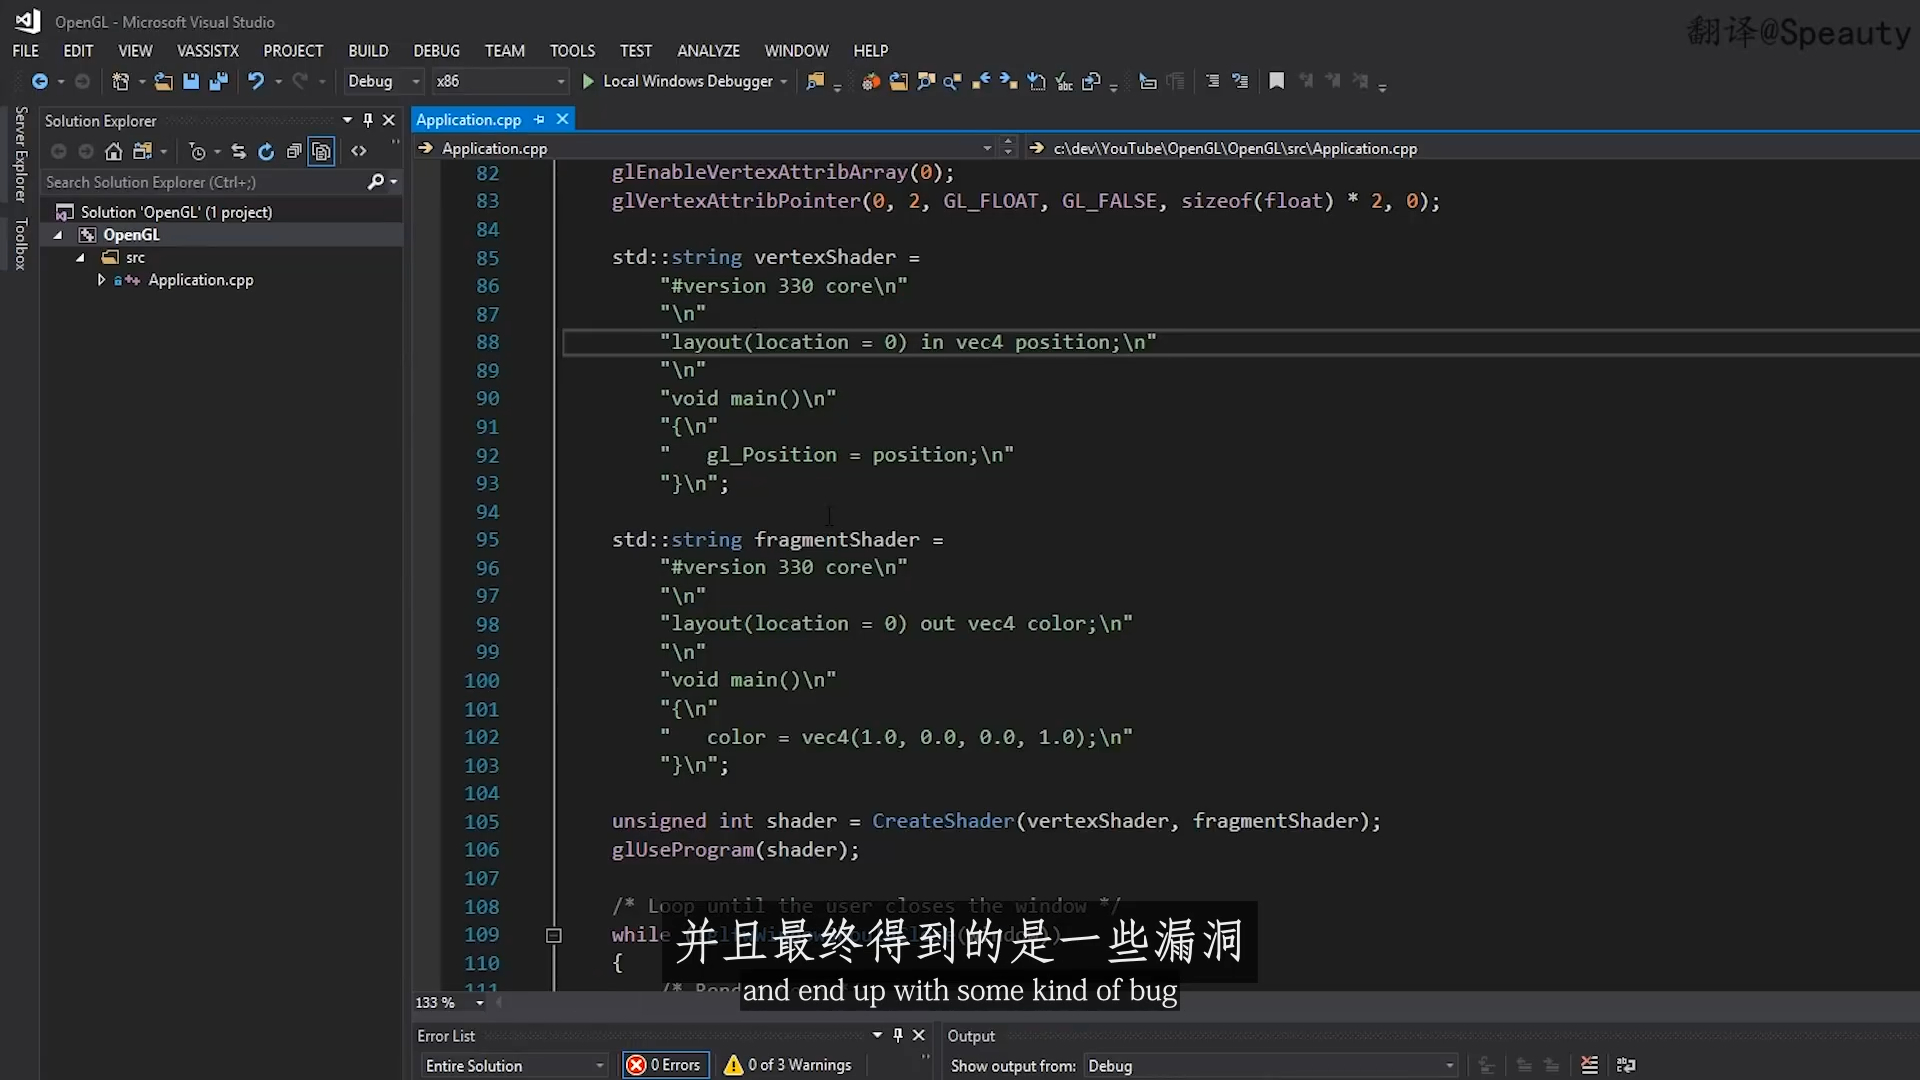 OpenGL - Microsoft Visual Studio
翻译@Speauty
FILE EDIT VIEW VASSISTX PROJECT BUILD DEBUG TEAM TOOLS TEST ANALYZE WINDOW HELP
Debug x86 Local Windows Debugger
Server Explorer
Toolbox
Solution Explorer
Search Solution Explorer (Ctrl+;)
Solution 'OpenGL' (1 project)
OpenGL
src
Application.cpp
Application.cpp
Application.cpp c:\dev\YouTube\OpenGL\OpenGL\src\Application.cpp
82 glEnableVertexAttribArray(0);
83 glVertexAttribPointer(0, 2, GL_FLOAT, GL_FALSE, sizeof(float) * 2, 0);
84
85 std::string vertexShader =
86 "#version 330 core\n"
87 "\n"
88 "layout(location = 0) in vec4 position;\n"
89 "\n"
90 "void main()\n"
91 "{\n"
92 "   gl_Position = position;\n"
93 "}\n";
94
95 std::string fragmentShader =
96 "#version 330 core\n"
97 "\n"
98 "layout(location = 0) out vec4 color;\n"
99 "\n"
100 "void main()\n"
101 "{\n"
102 "   color = vec4(1.0, 0.0, 0.0, 1.0);\n"
103 "}\n";
104
105 unsigned int shader = CreateShader(vertexShader, fragmentShader);
106 glUseProgram(shader);
107
108 /* Loop until the user closes the window */
109 while
110 {
111
并且最终得到的是一些漏洞
and end up with some kind of bug
133 %
Error List
Entire Solution 0 Errors 0 of 3 Warnings
Output
Show output from: Debug